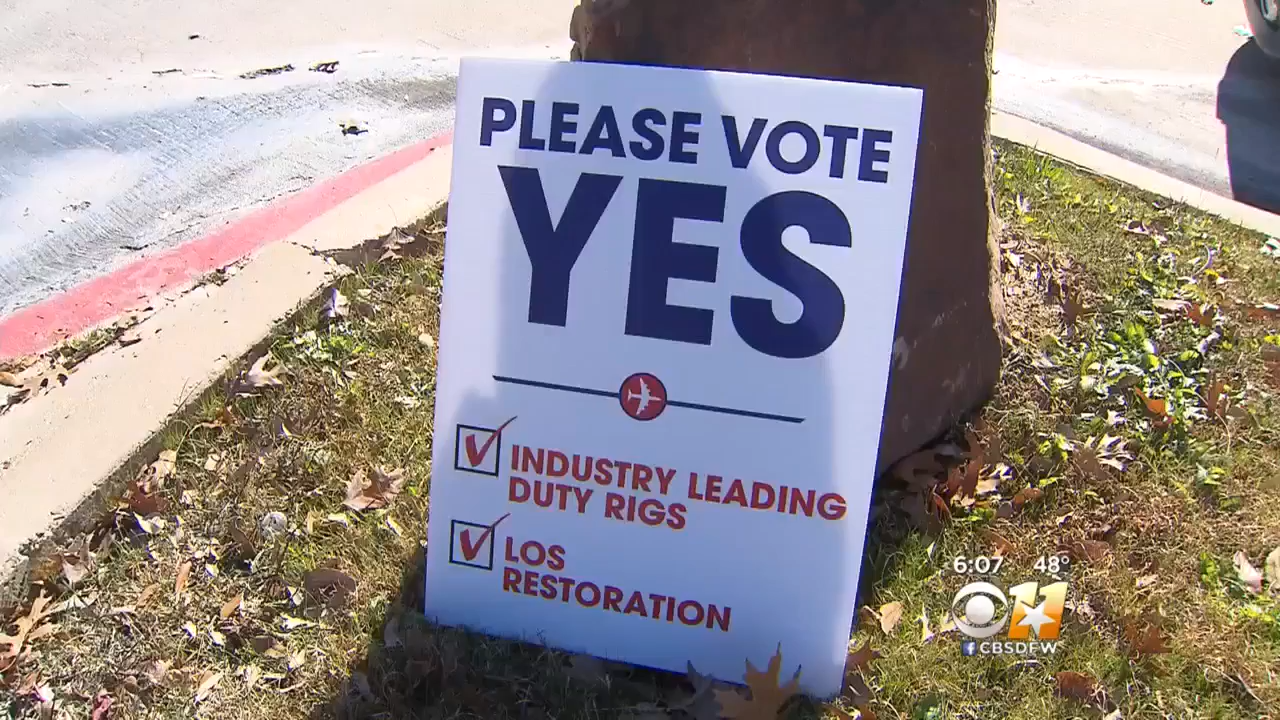 PLEASE VOTE
YES
INDUSTRY LEADING
DUTY RIGS
LOS
RESTORATION
6:07 48°
11
CBSDFW